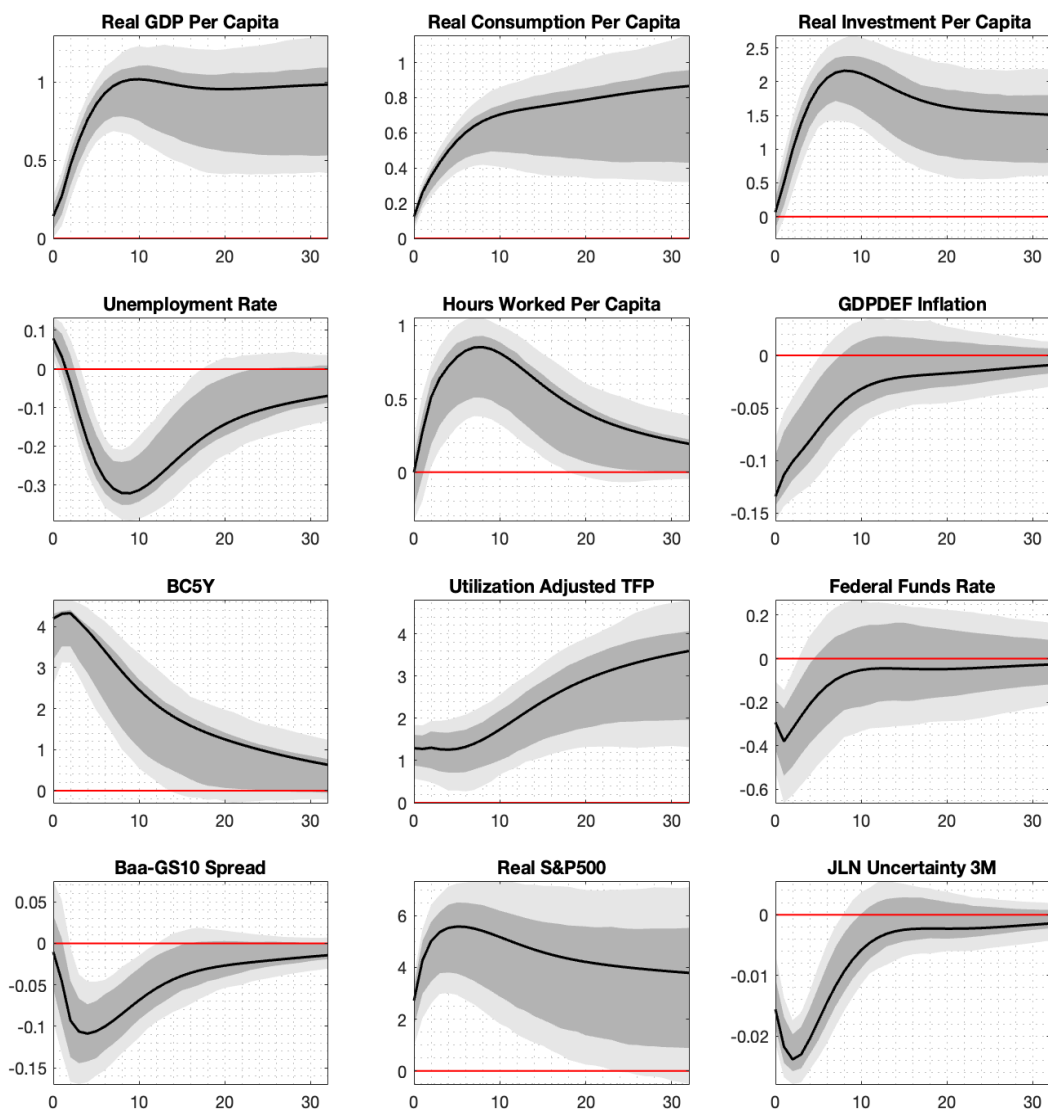 Real GDP Per Capita
1
0.5
0
0 10 20 30
Real Consumption Per Capita
1
0.8
0.6
0.4
0.2
0
0 10 20 30
Real Investment Per Capita
2.5
2
1.5
1
0.5
0
0 10 20 30
Unemployment Rate
0.1
0
-0.1
-0.2
-0.3
0 10 20 30
Hours Worked Per Capita
1
0.5
0
0 10 20 30
GDPDEF Inflation
0
-0.05
-0.1
-0.15
0 10 20 30
BC5Y
4
3
2
1
0
0 10 20 30
Utilization Adjusted TFP
4
3
2
1
0
0 10 20 30
Federal Funds Rate
0.2
0
-0.2
-0.4
-0.6
0 10 20 30
Baa-GS10 Spread
0.05
0
-0.05
-0.1
-0.15
0 10 20 30
Real S&P500
6
4
2
0
0 10 20 30
JLN Uncertainty 3M
0
-0.01
-0.02
0 10 20 30